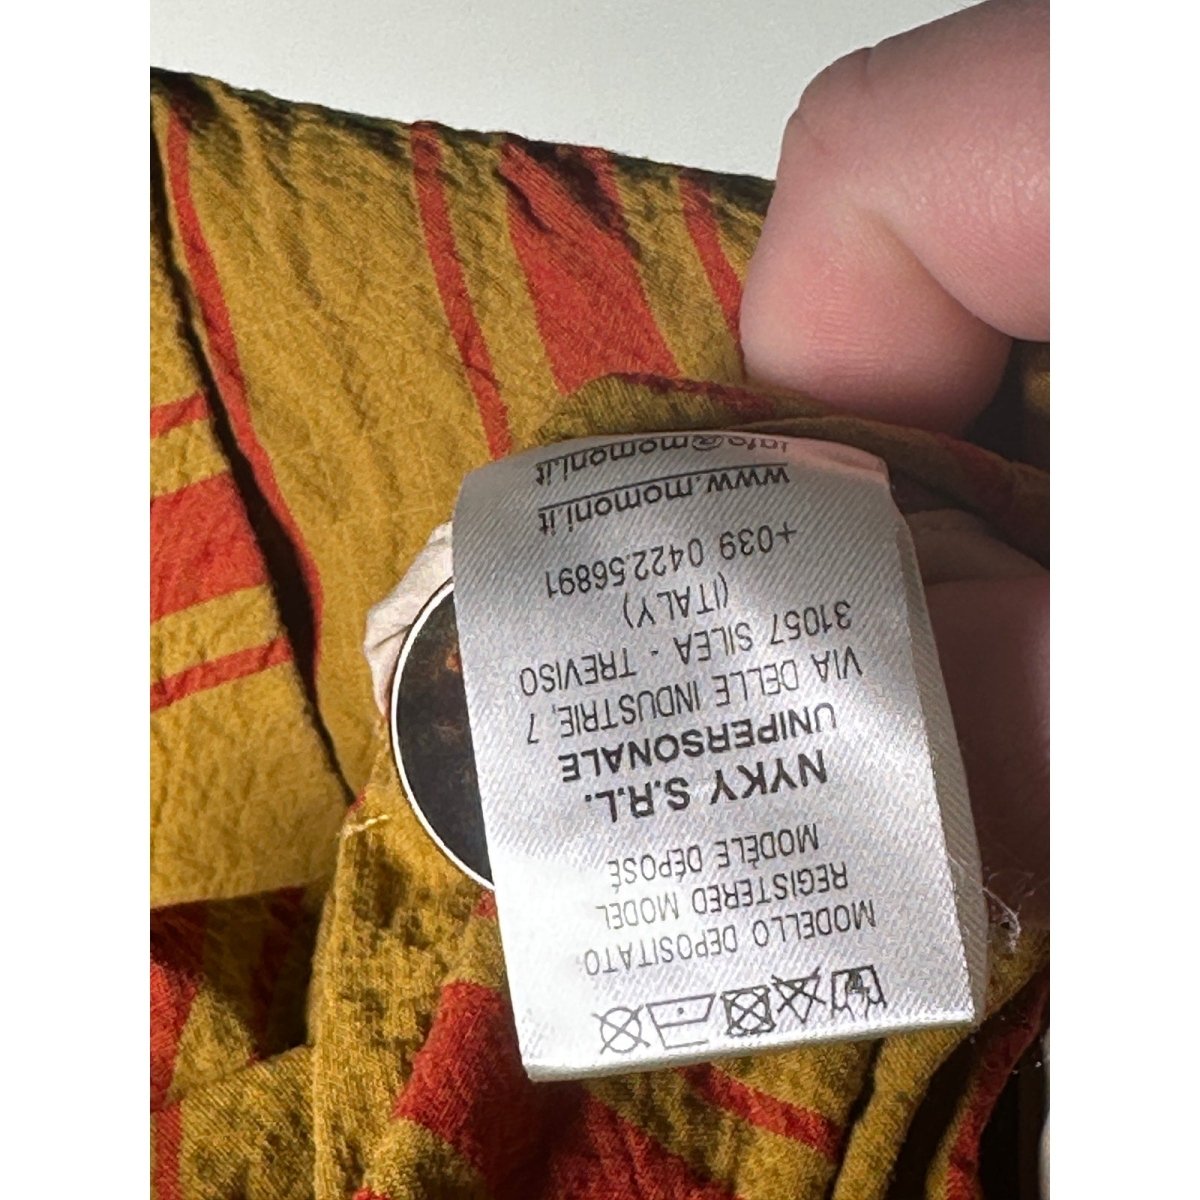 MODELLO DEPOSITATO
REGISTERED MODEL
MODÈLE DÉPOSÉ
NYKY S.R.L.
UNIPERSONALE
VIA DELLE INDUSTRIE, 7
31057 SILEA - TREVISO
(ITALY)
+039 0422.56891
www.momoni.it
info@momoni.it